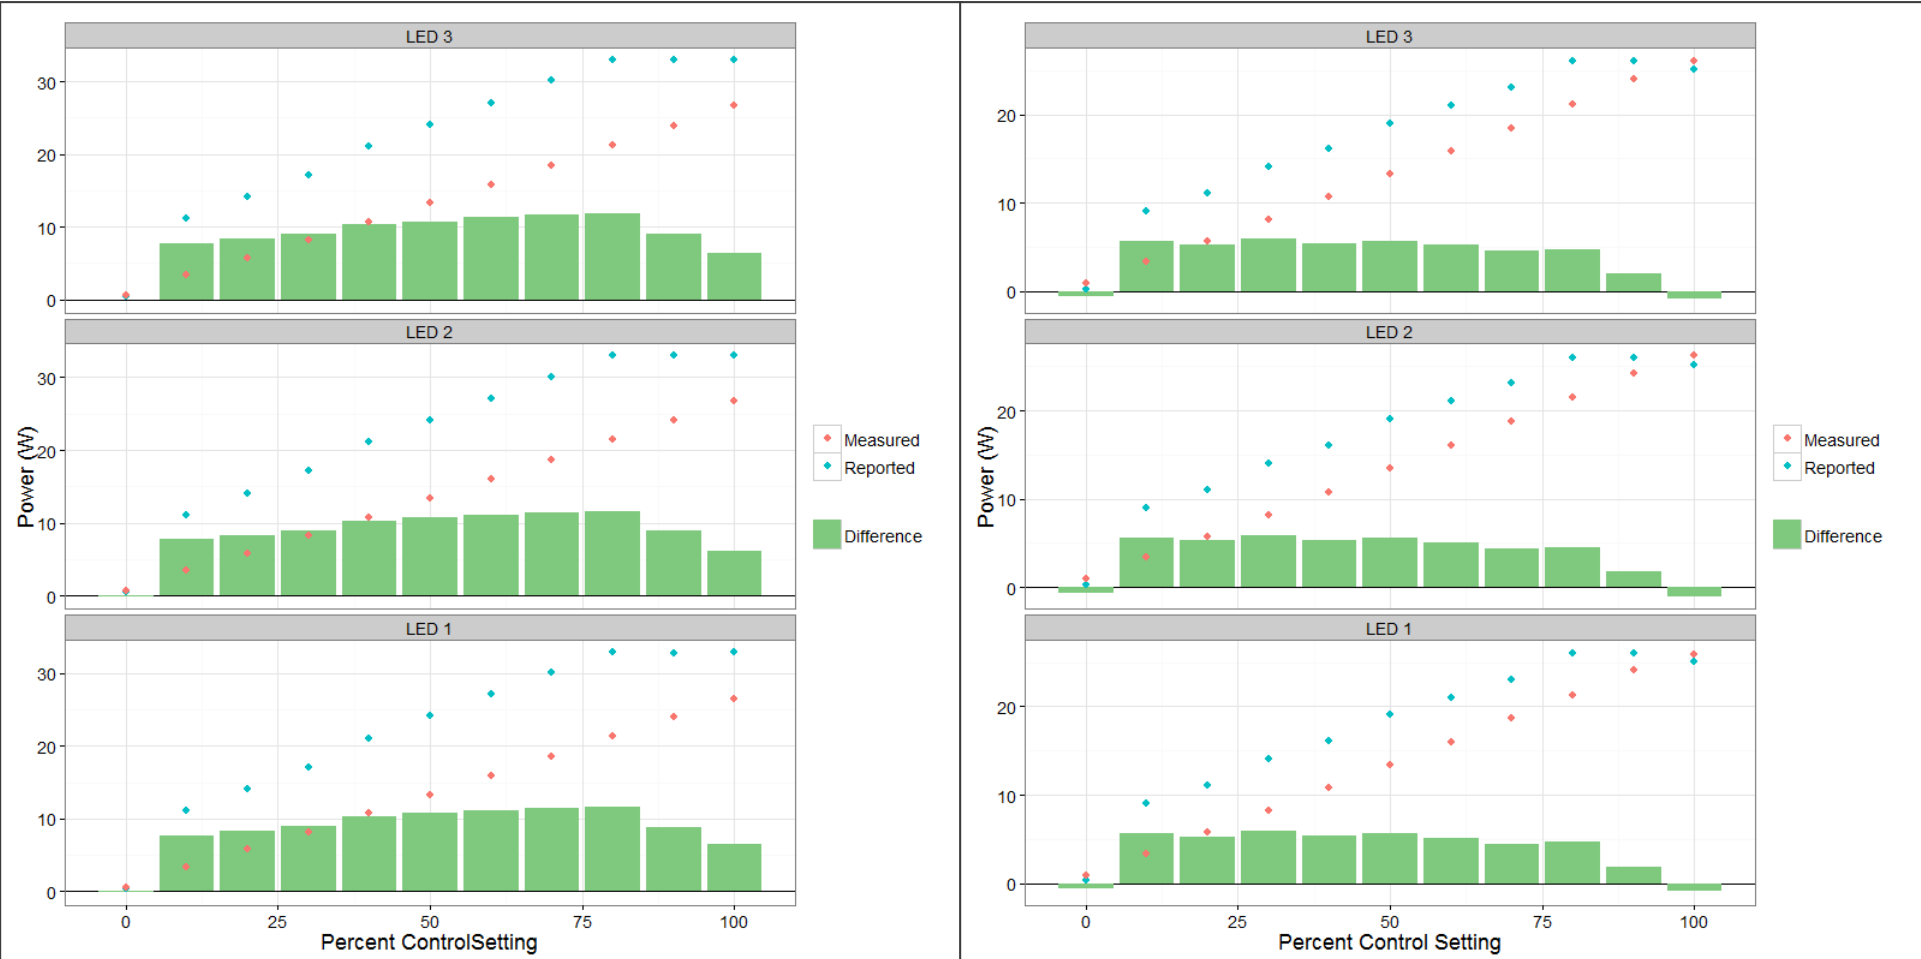 LED 3
30
20
10
0
LED 2
30
20
10
0
LED 1
30
20
10
0
0 25 50 75 100
Percent ControlSetting
Power (W)
Measured
Reported
Difference
LED 3
20
10
0
LED 2
20
10
0
LED 1
20
10
0
0 25 50 75 100
Percent Control Setting
Power (W)
Measured
Reported
Difference